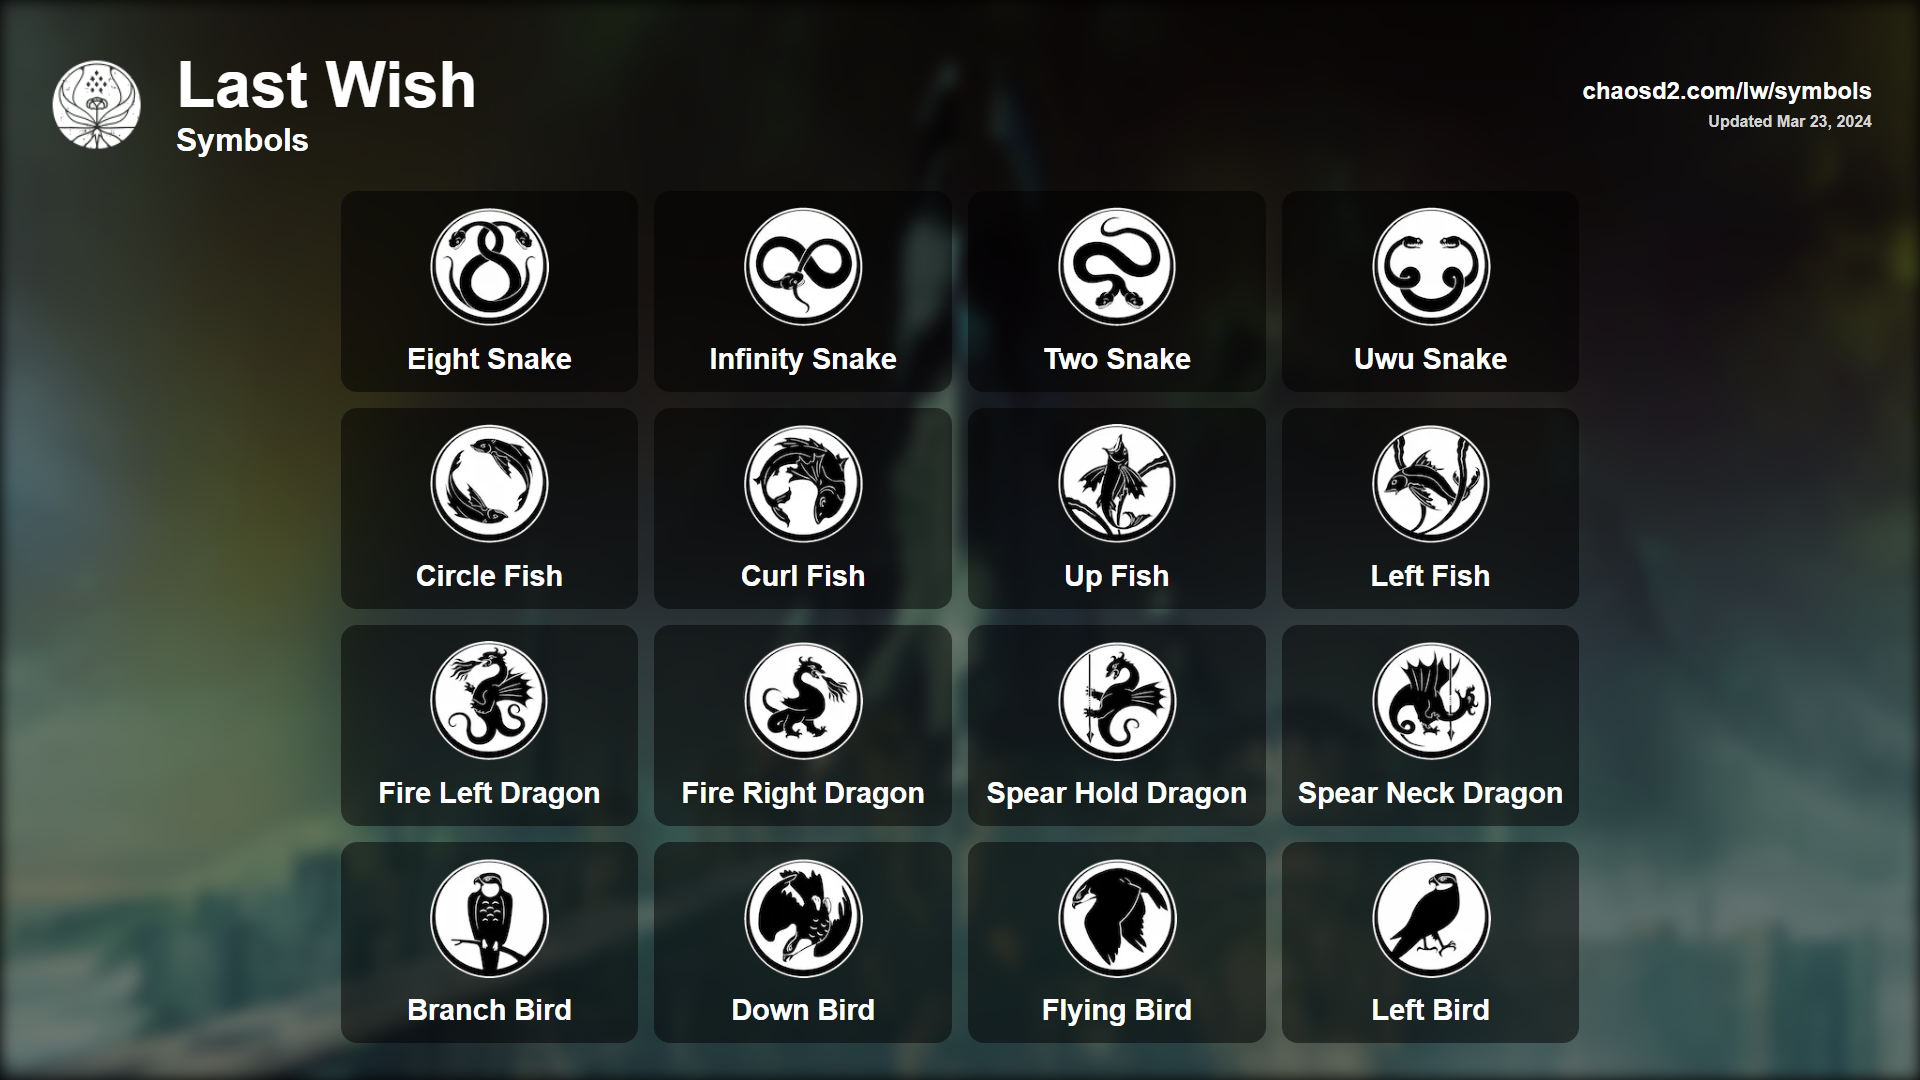 Last Wish
Symbols
chaosd2.com/lw/symbols
Updated Mar 23, 2024
Eight Snake
Infinity Snake
Two Snake
Uwu Snake
Circle Fish
Curl Fish
Up Fish
Left Fish
Fire Left Dragon
Fire Right Dragon
Spear Hold Dragon
Spear Neck Dragon
Branch Bird
Down Bird
Flying Bird
Left Bird